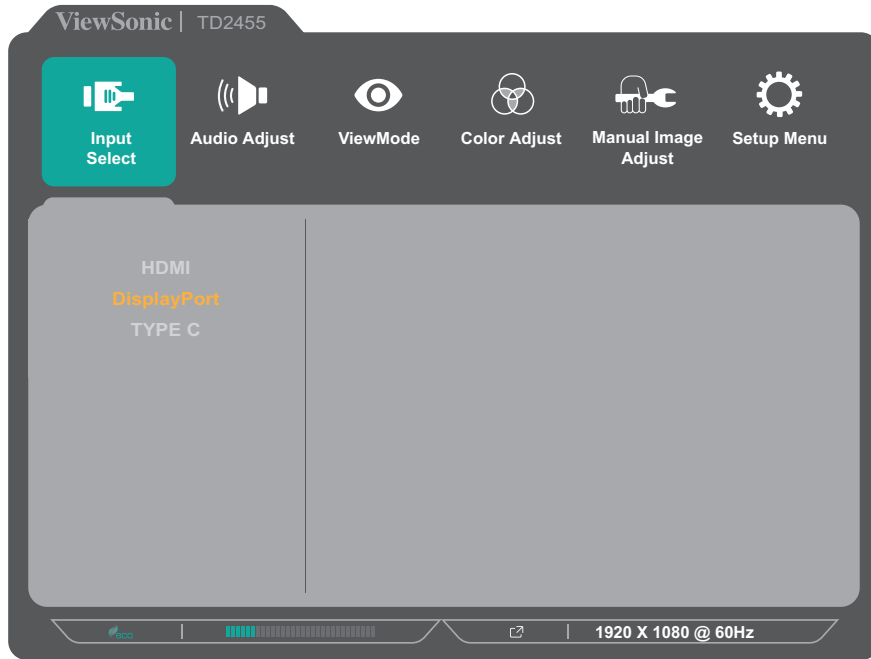 ViewSonic | TD2455
Input
Select
Audio Adjust
ViewMode
Color Adjust
Manual Image
Adjust
Setup Menu
HDMI
DisplayPort
TYPE C
eco
1920 X 1080 @ 60Hz